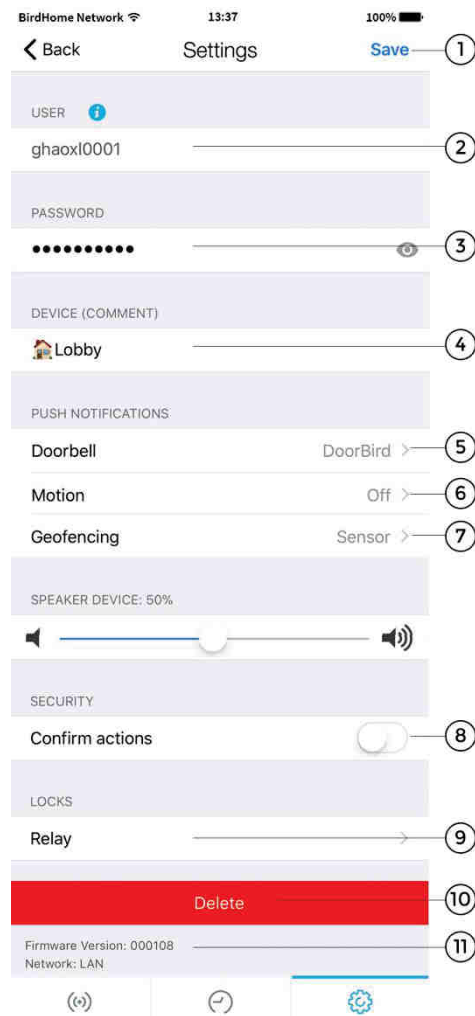 BirdHome Network 13:37 100%
Back Settings Save 1
USER
ghaoxl0001 2
PASSWORD
●●●●●●●●●● 3
DEVICE (COMMENT)
Lobby 4
PUSH NOTIFICATIONS
Doorbell DoorBird 5
Motion Off 6
Geofencing Sensor 7
SPEAKER DEVICE: 50%
SECURITY
Confirm actions 8
LOCKS
Relay 9
Delete 10
Firmware Version: 000108 11
Network: LAN